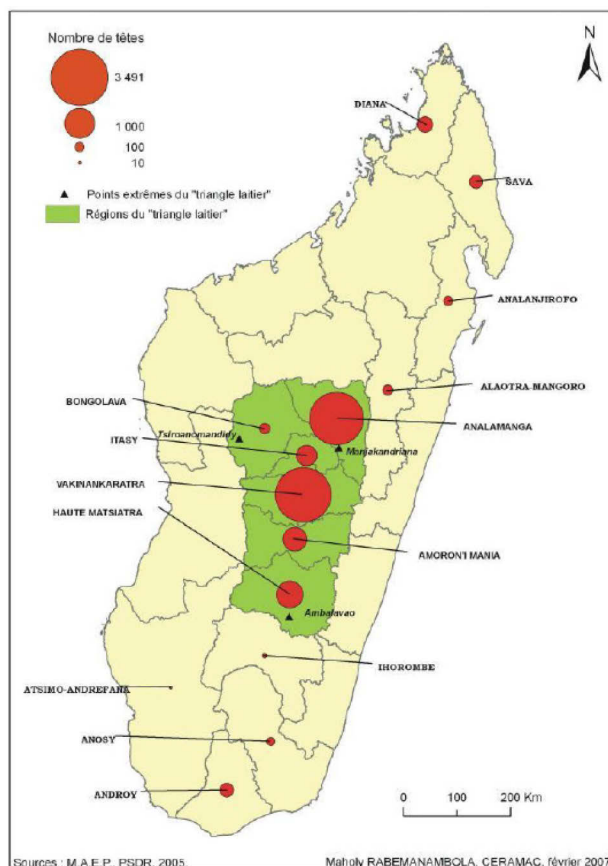 Nombre de têtes
3 491
1 000
100
10
Points extrêmes du "triangle laitier"
Régions du "triangle laitier"
N
DIANA
SAVA
ANALANJIROFO
ALAOTRA-MANGORO
BONGOLAVA
ANALAMANGA
Tsiroanomandidy
ITASY
Manjakandriana
VAKINANKARATRA
HAUTE MATSIATRA
AMORON'I MANIA
Ambalavao
IHOROMBE
ATSIMO-ANDREFANA
ANOSY
ANDROY
0 100 200 Km
Sources : M.A.E.P., PSDR, 2005. Maholy RABEMANAMBOLA, CERAMAC, février 2007